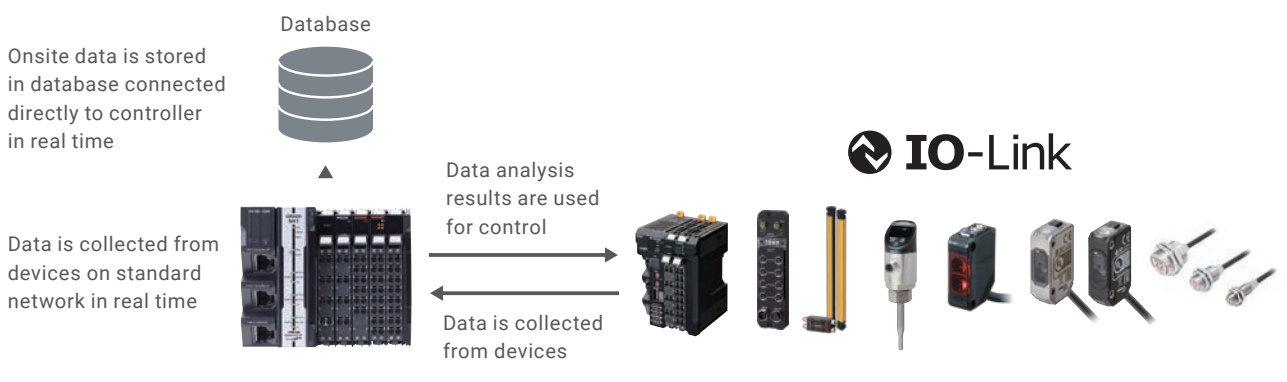 Database
Onsite data is stored
in database connected
directly to controller
in real time
IO-Link
Data analysis
results are used
for control
Data is collected from
devices on standard
network in real time
Data is collected
from devices